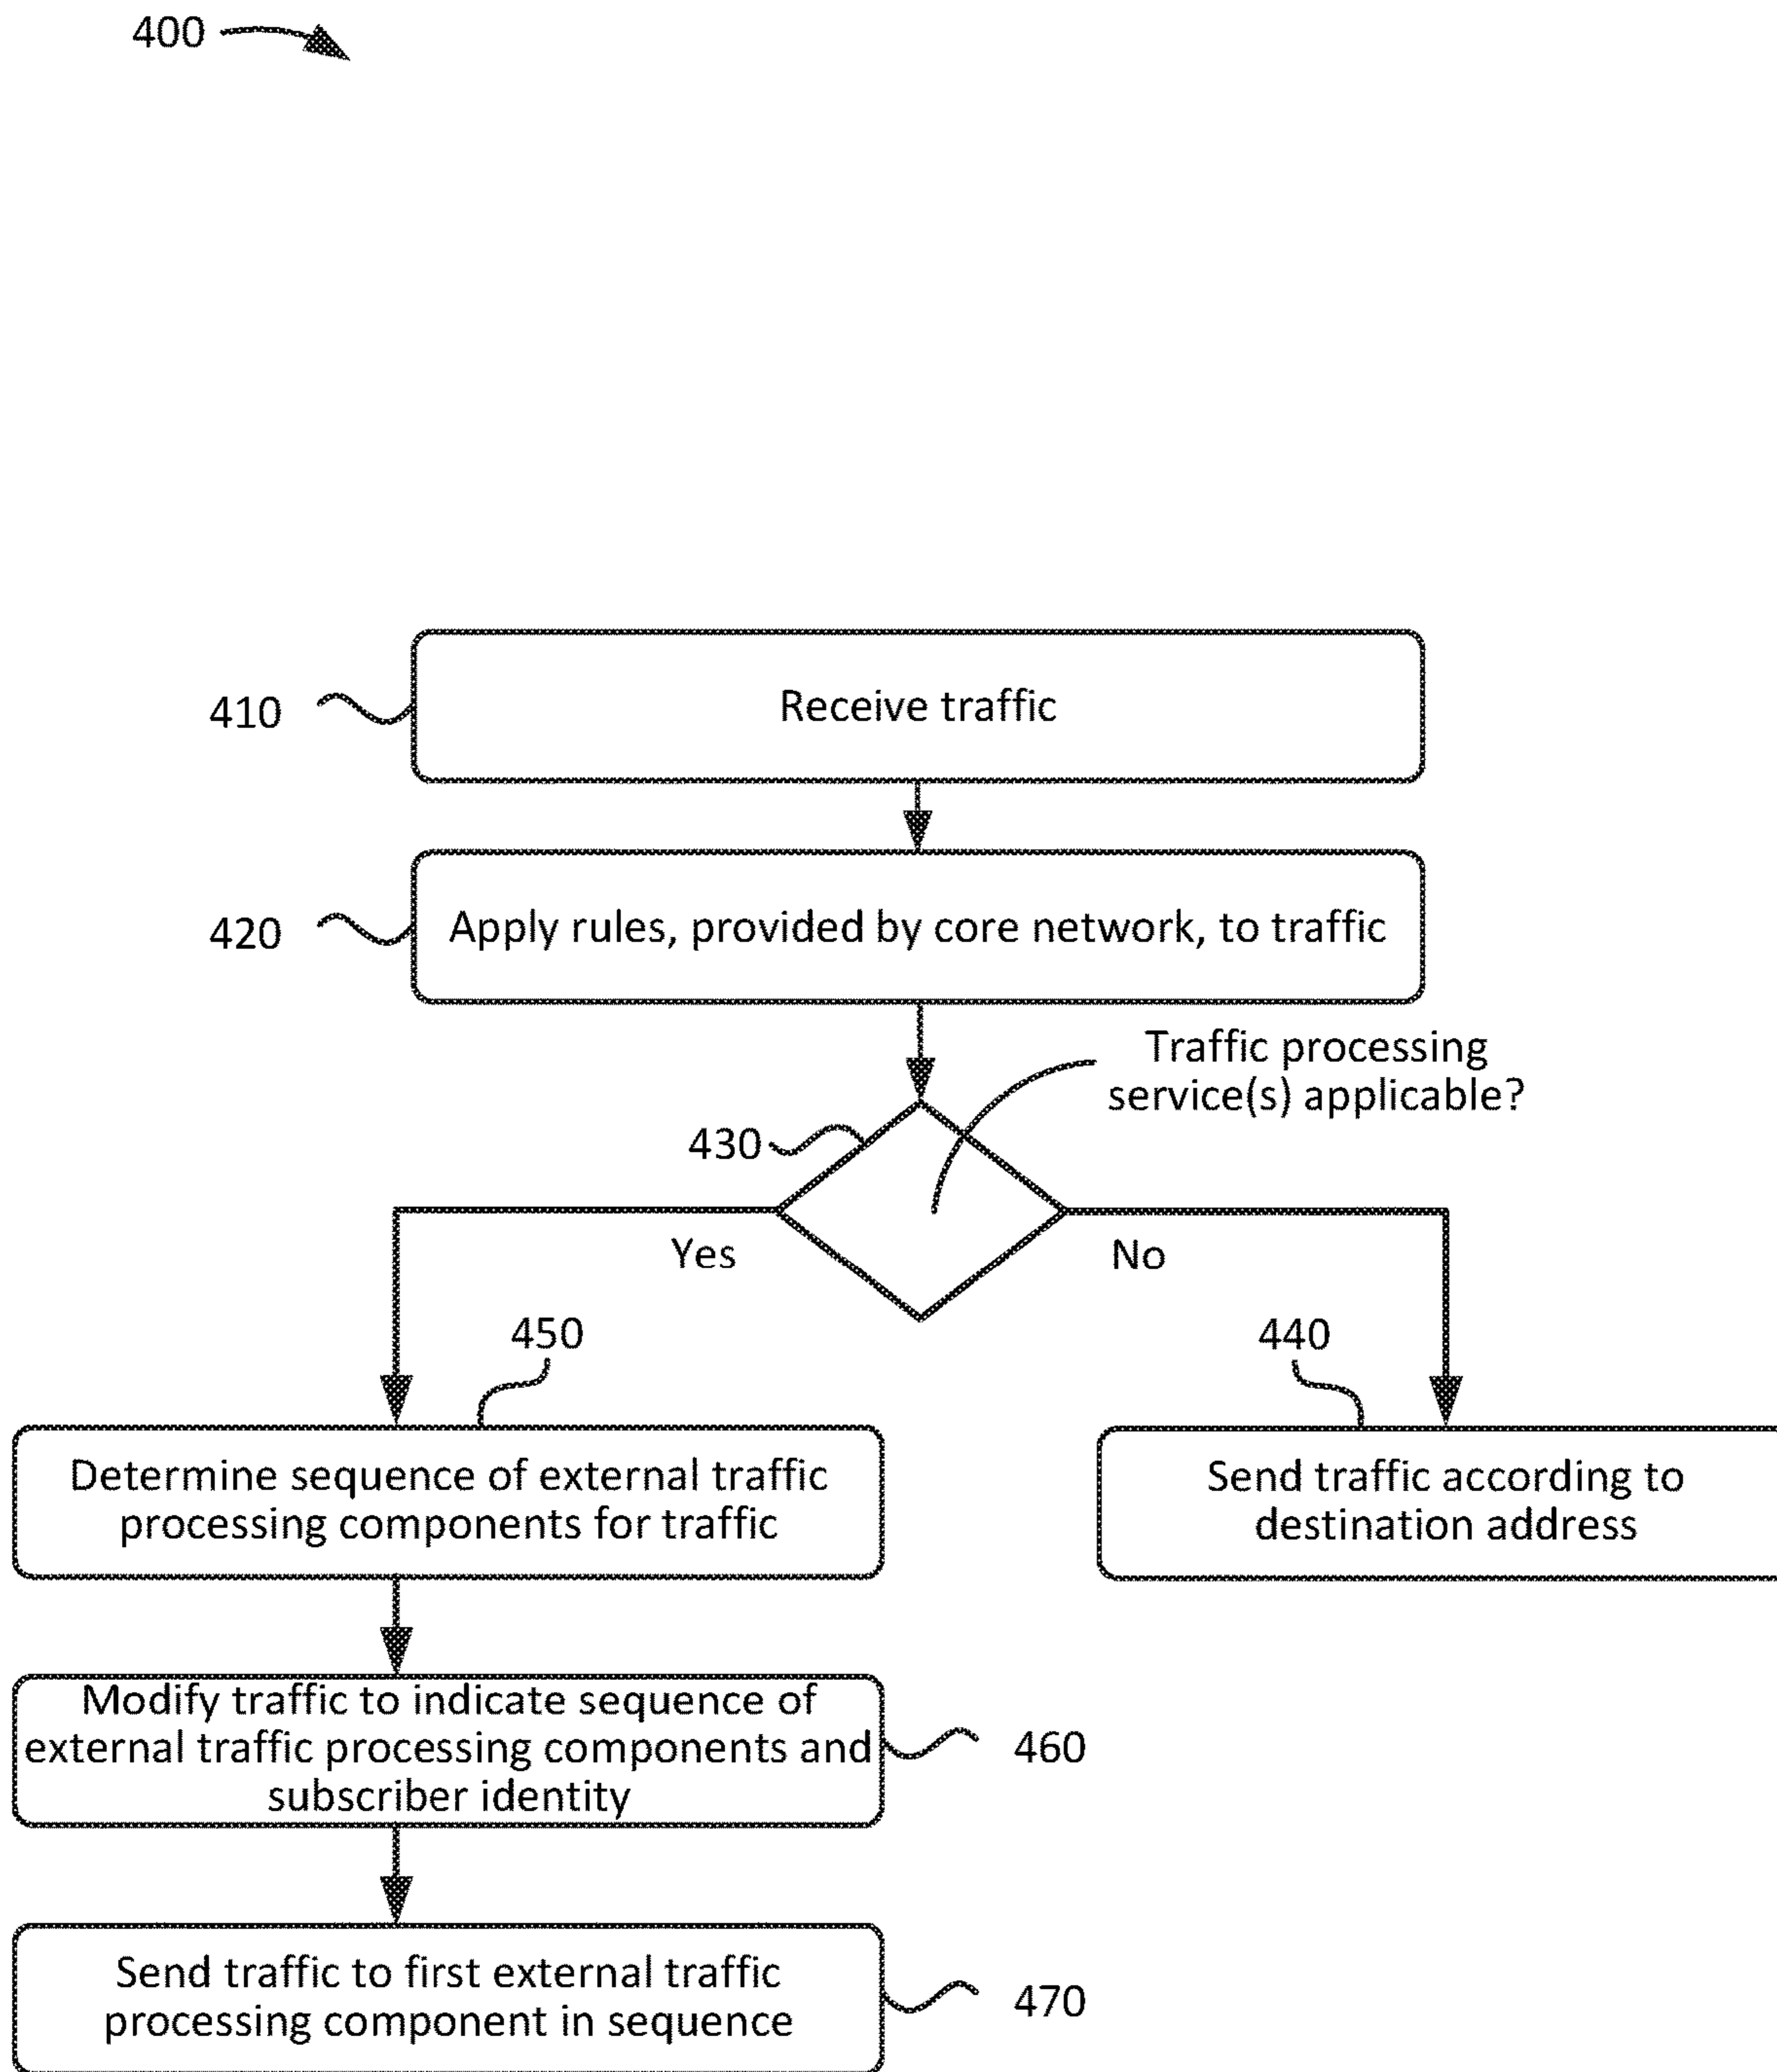 400
410
Receive traffic
420
Apply rules, provided by core network, to traffic
Traffic processing
service(s) applicable?
430
Yes
No
450
440
Determine sequence of external traffic
processing components for traffic
Send traffic according to
destination address
Modify traffic to indicate sequence of
external traffic processing components and
subscriber identity
460
Send traffic to first external traffic
processing component in sequence
470